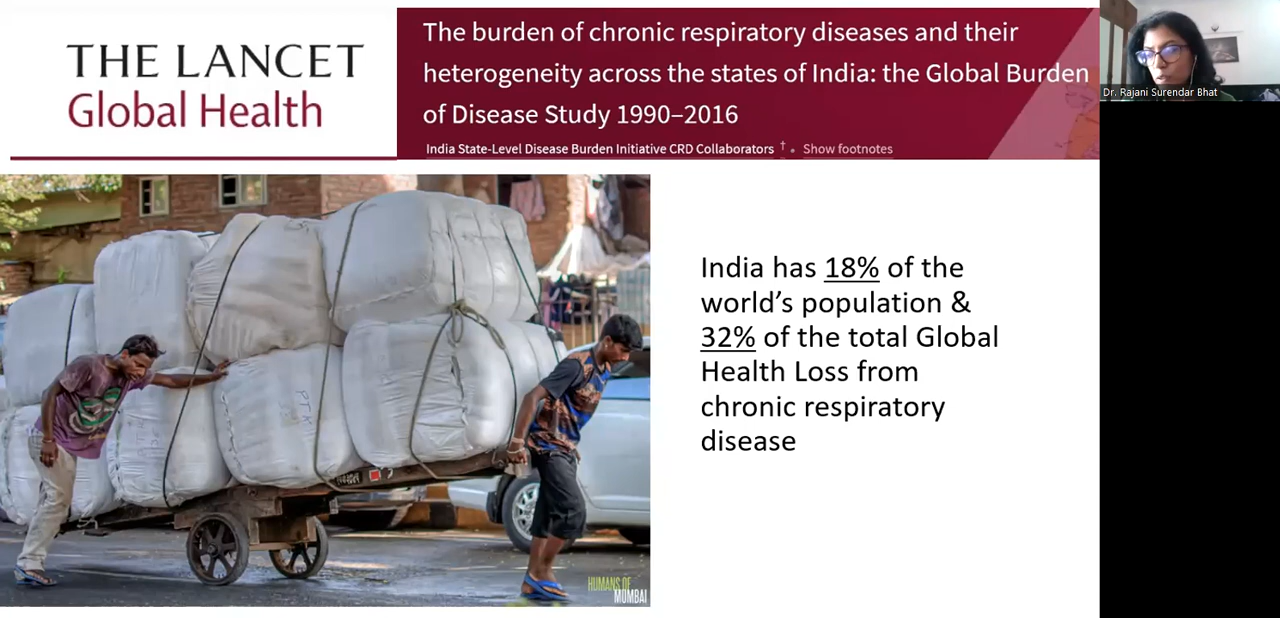 THE LANCET
Global Health
The burden of chronic respiratory diseases and their
heterogeneity across the states of India: the Global Burden
of Disease Study 1990–2016
India State-Level Disease Burden Initiative CRD Collaborators † • Show footnotes
Dr. Rajani Surendar Bhat
India has 18% of the
world’s population &
32% of the total Global
Health Loss from
chronic respiratory
disease
HUMANS OF
MUMBAI